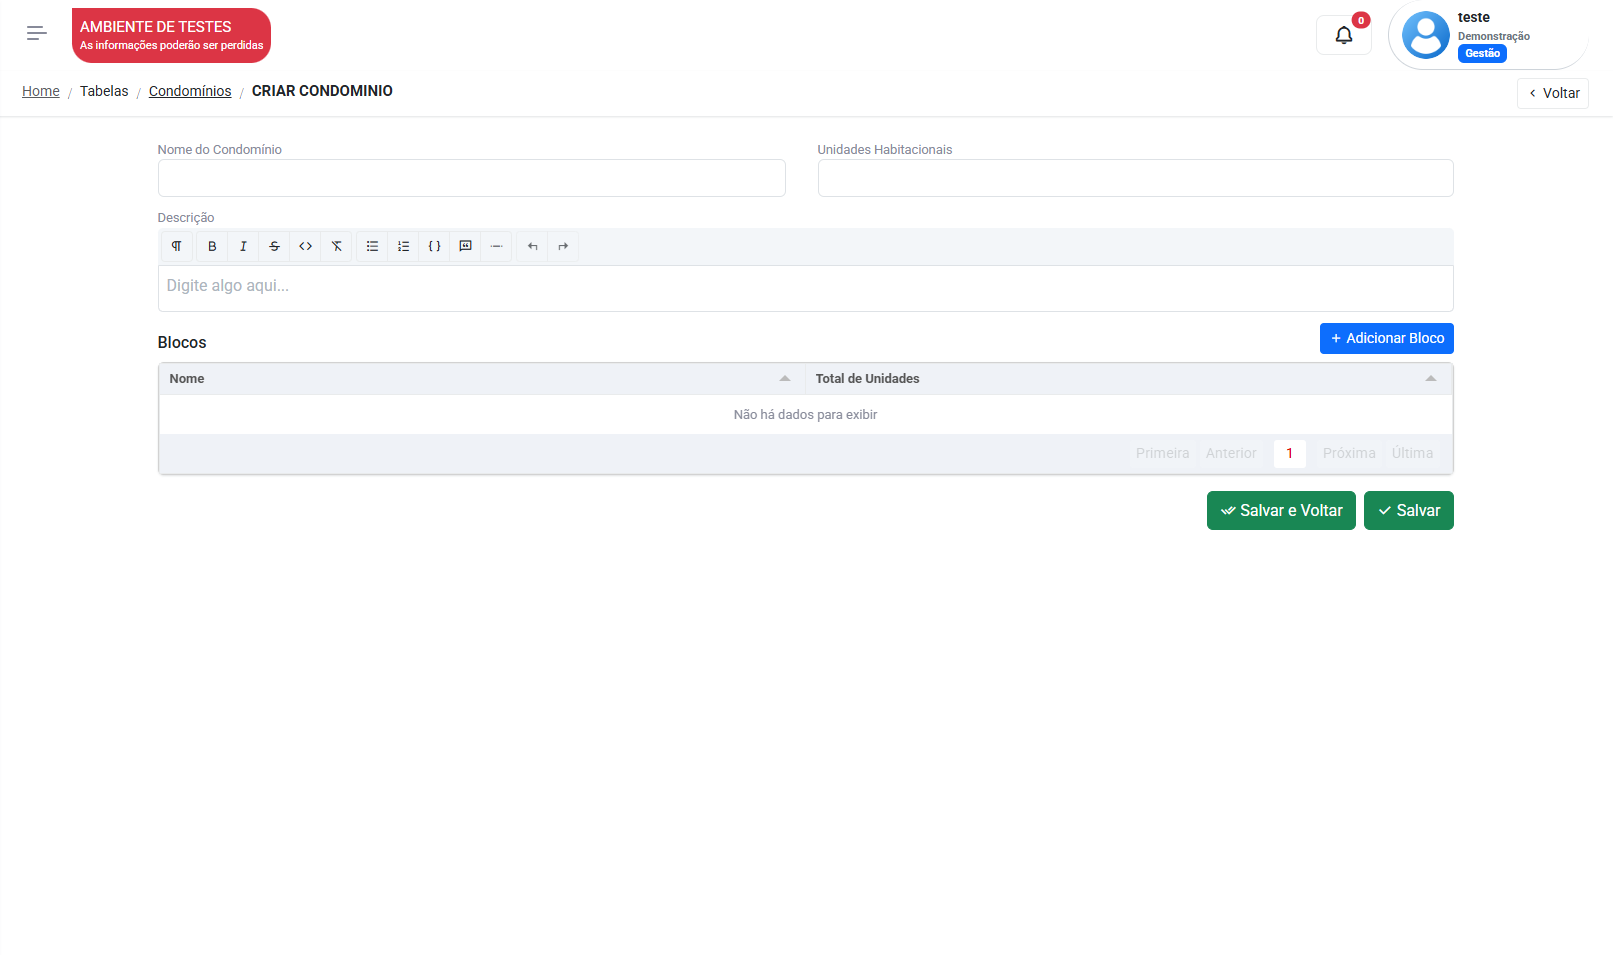 AMBIENTE DE TESTES
As informações poderão ser perdidas
0
teste
Demonstração
Gestão
Home / Tabelas / Condomínios / CRIAR CONDOMINIO
Voltar
Nome do Condomínio
Unidades Habitacionais
Descrição
Digite algo aqui...
Blocos
+ Adicionar Bloco
Nome
Total de Unidades
Não há dados para exibir
Primeira Anterior 1 Próxima Última
Salvar e Voltar
Salvar